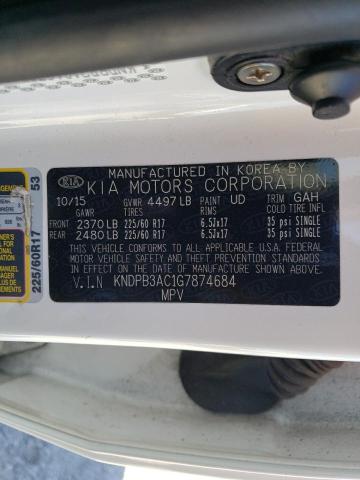 MANUFACTURED IN KOREA BY
KIA KIA MOTORS CORPORATION
10/15 GVWR 4497 LB PAINT UD TRIM GAH
GAWR TIRES RIMS COLD TIRE INFL
FRONT 2370 LB 225/60 R17 6.5Jx17 35 psi SINGLE
REAR 2480 LB 225/60 R17 6.5Jx17 35 psi SINGLE
THIS VEHICLE CONFORMS TO ALL APPLICABLE U.S.A. FEDERAL
MOTOR VEHICLE SAFETY AND BUMPER STANDARDS IN EFFECT ON
THE DATE OF MANUFACTURE SHOWN ABOVE.
V.I.N KNDPB3AC1G7874684
MPV
225/60R17 53